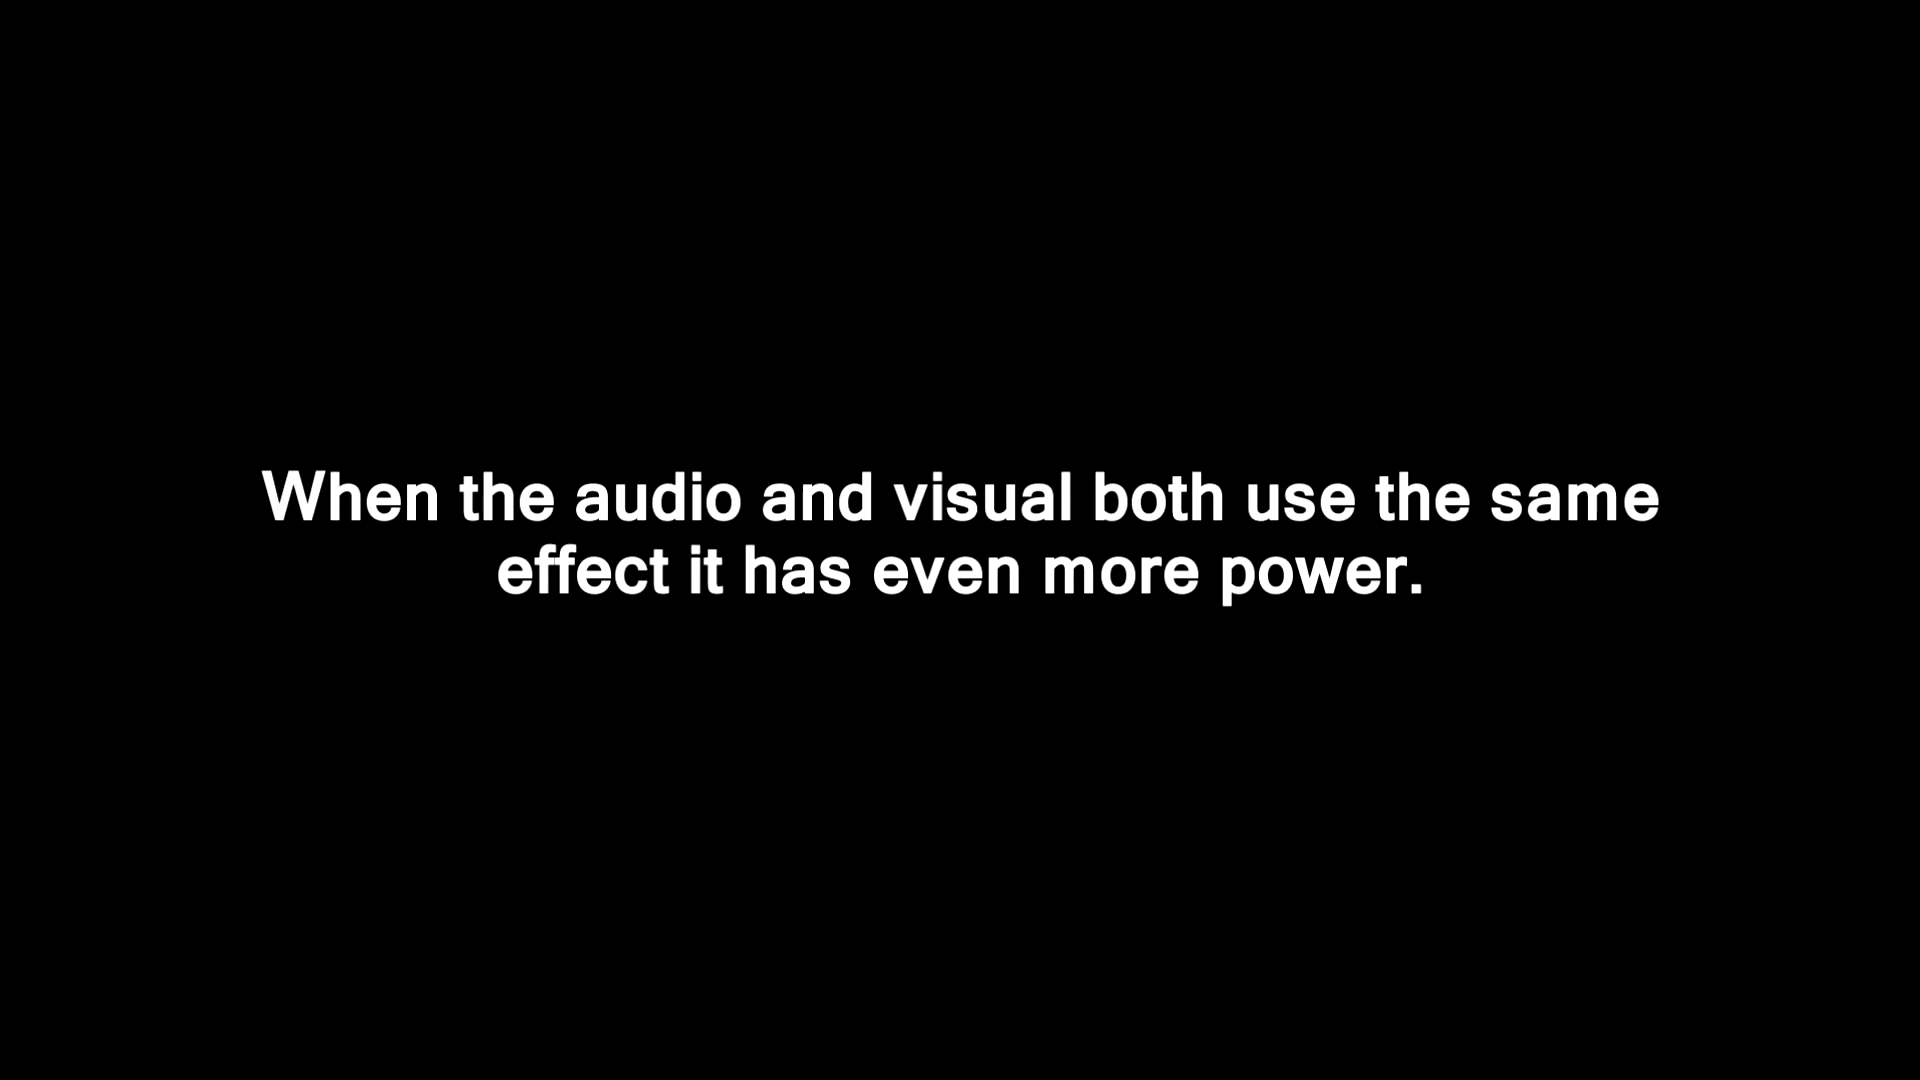 When the audio and visual both use the same
effect it has even more power.